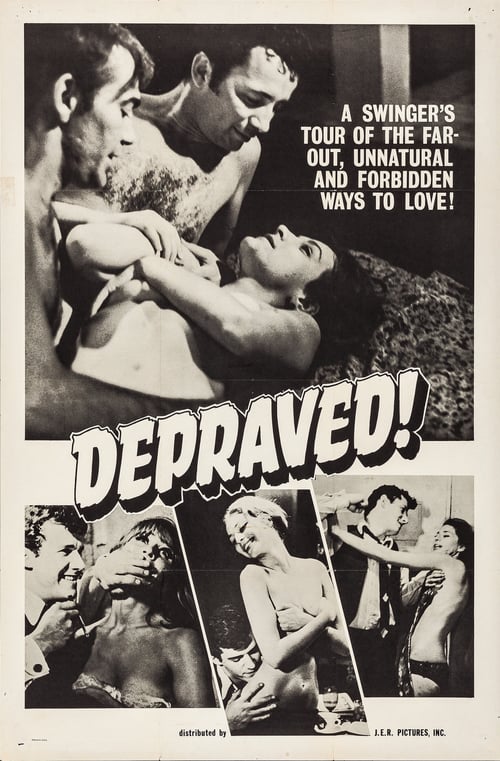 A SWINGER'S
TOUR OF THE FAR-
OUT, UNNATURAL
AND FORBIDDEN
WAYS TO LOVE!
DEPRAVED!
distributed by
J.E.R. PICTURES, INC.